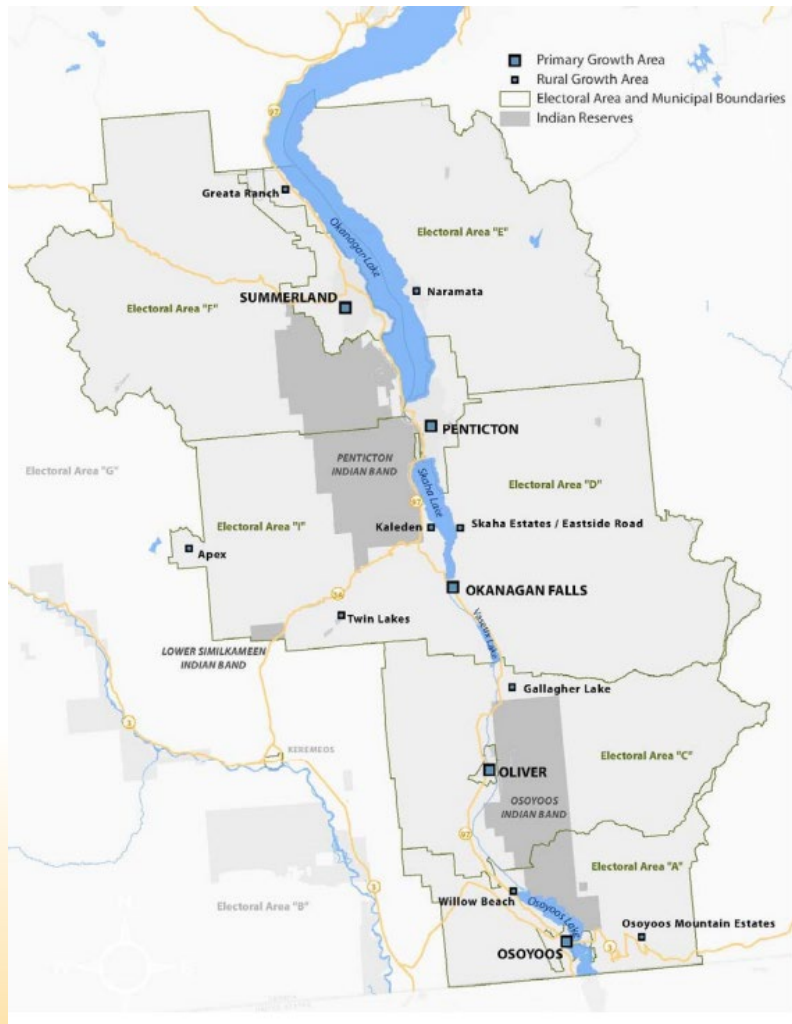 Primary Growth Area
Rural Growth Area
Electoral Area and Municipal Boundaries
Indian Reserves
97
Greata Ranch
Okanagan Lake
Electoral Area "E"
Naramata
SUMMERLAND
Electoral Area "F"
PENTICTON
PENTICTON
INDIAN BAND
Electoral Area "G"
Skaha Lake
Electoral Area "D"
97
Electoral Area "I"
Kaleden
Skaha Estates / Eastside Road
Apex
OKANAGAN FALLS
3A
Twin Lakes
Vaseux Lake
LOWER SIMILKAMEEN
INDIAN BAND
Gallagher Lake
3
KEREMEOS
Electoral Area "C"
OLIVER
OSOYOOS
INDIAN BAND
97
Electoral Area "A"
3
Willow Beach
Electoral Area "B"
Osoyoos Lake
Osoyoos Mountain Estates
OSOYOOS
3
N